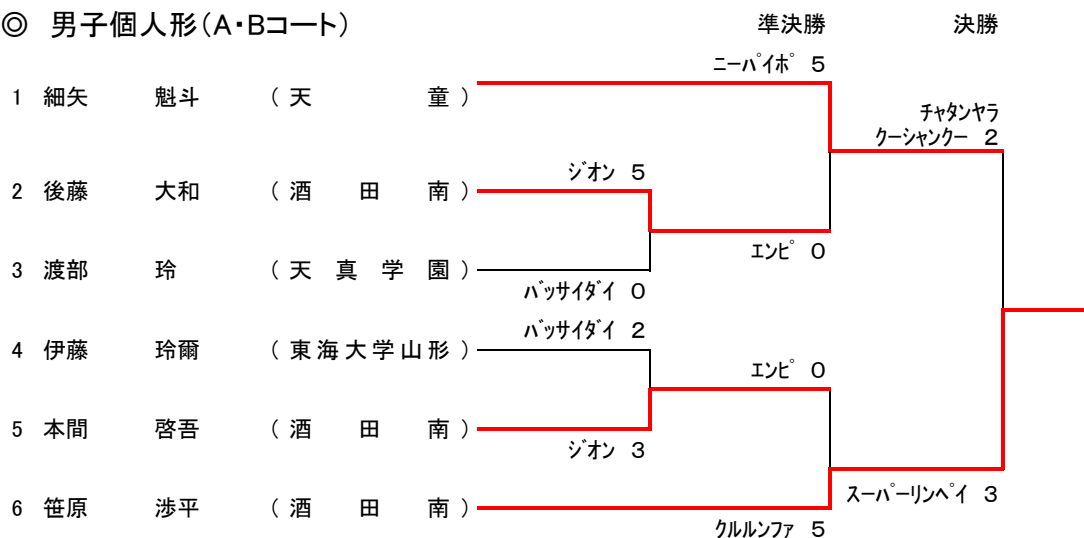 ◎ 男子個人形(A・Bコート) 準決勝 決勝
ニーパイポ 5
1 細矢 魁斗 (天童)
チャタンヤラ
クーシャンクー 2
ジオン 5
2 後藤 大和 (酒田南)
エンピ 0
3 渡部 玲 (天真学園)
バッサイダイ 0
バッサイダイ 2
4 伊藤 玲爾 (東海大学山形)
エンピ 0
5 本間 啓吾 (酒田南)
ジオン 3
スーパーリンペイ 3
6 笹原 渉平 (酒田南)
クルルンファ 5